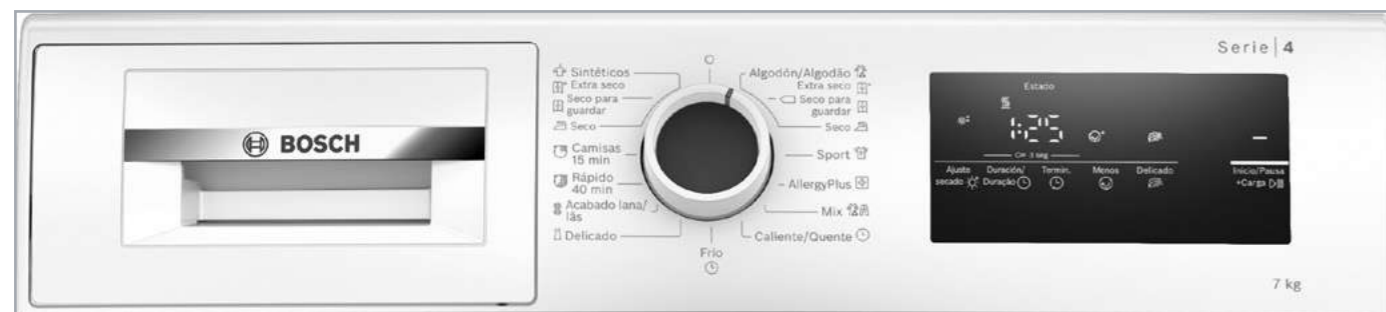 Serie 4
BOSCH
Sintéticos
Extra seco
Seco para
guardar
Seco
Camisas
15 min
Rápido
40 min
Acabado lana/
lãs
Delicado
Frío
Algodón/Algodão
Extra seco
Seco para
guardar
Seco
Sport
AllergyPlus
Mix
Caliente/Quente
Estado
1:25
Ajuste
secado
Duración/
Duração
Termin.
Menos
Delicado
Inicio/Pausa
+Carga
7 kg